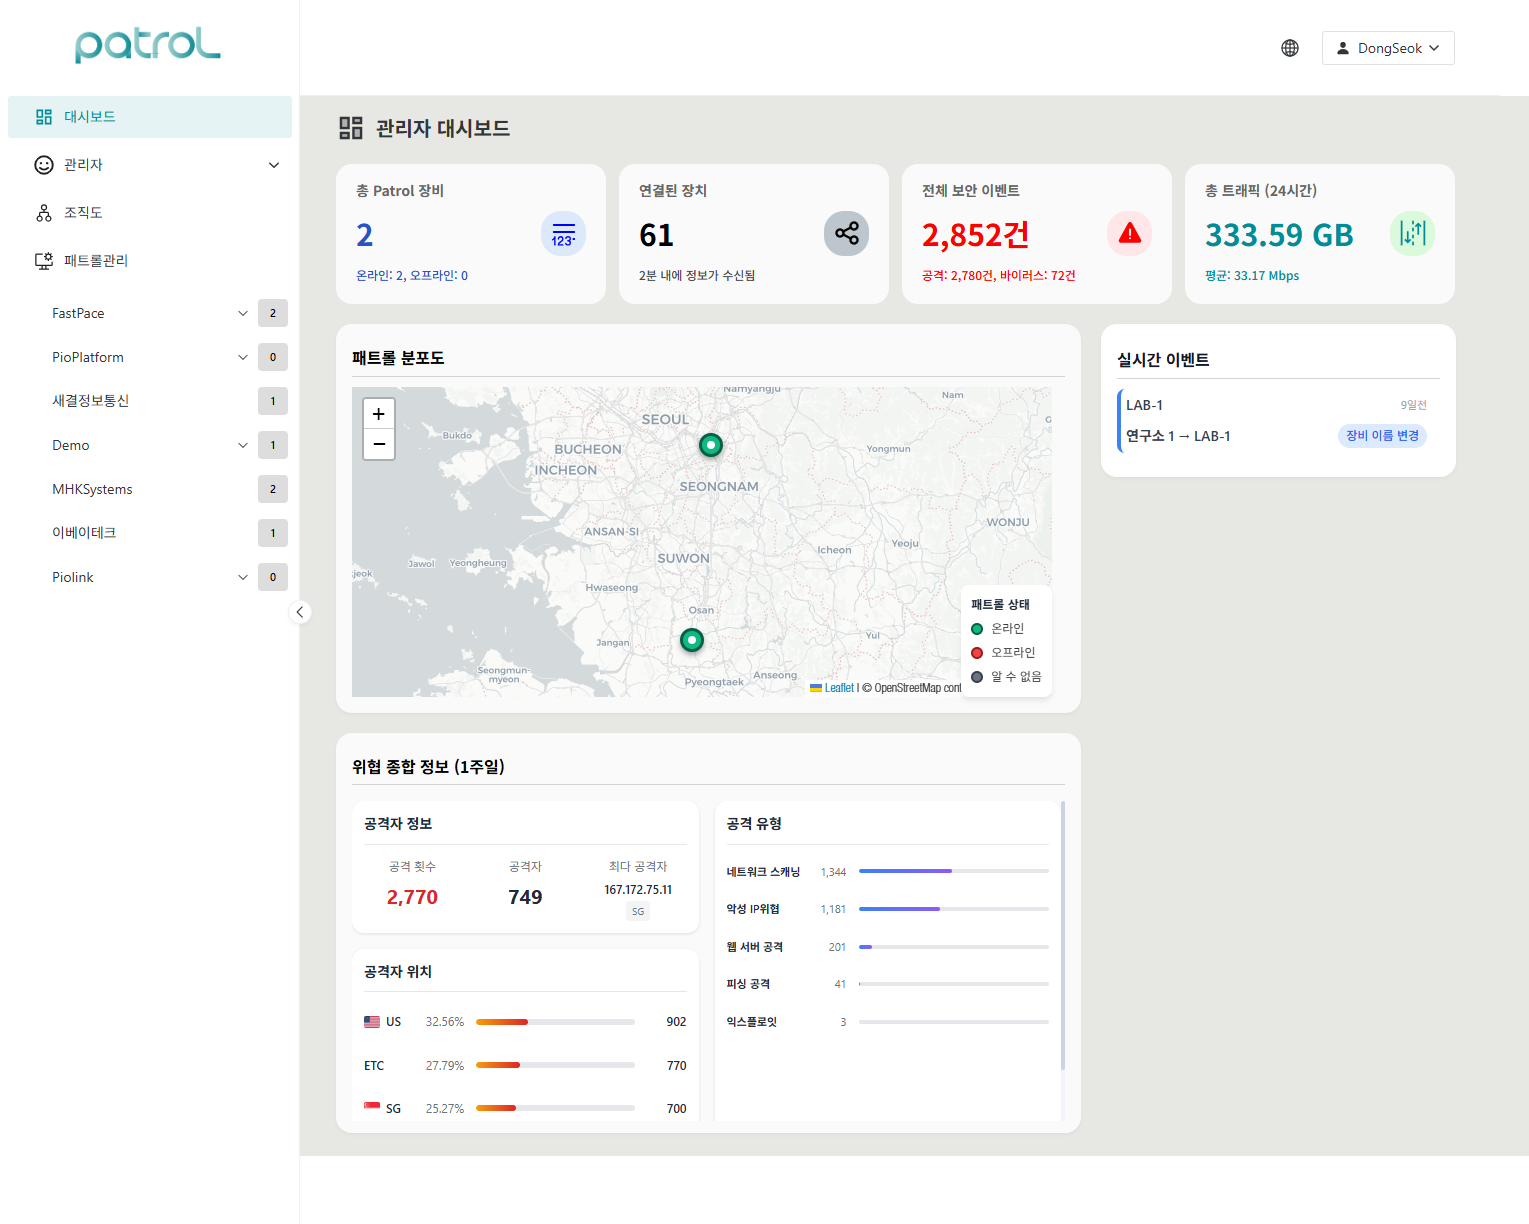 patrol
DongSeok
대시보드
관리자
조직도
패트롤관리
FastPace 2
PioPlatform 0
새결정보통신 1
Demo 1
MHKSystems 2
이베이테크 1
Piolink 0
관리자 대시보드
총 Patrol 장비
2
123
온라인: 2, 오프라인: 0
연결된 장치
61
2분 내에 정보가 수신됨
전체 보안 이벤트
2,852건
공격: 2,780건, 바이러스: 72건
총 트래픽 (24시간)
333.59 GB
평균: 33.17 Mbps
패트롤 분포도
+
−
Namyangju
Nam
SEOUL
G
Bukdo
BUCHEON
Yongmun
INCHEON
SEONGNAM
WONJU
ANSAN-SI
Yeoju
Icheon
SUWON
Jawol
Yeongheung
jeok
Hwaseong
Osan
Yul
Jangan
Seongmun-
myeon
Anseong
Pyeongtaek
Leaflet | © OpenStreetMap cont
패트롤 상태
온라인
오프라인
알 수 없음
실시간 이벤트
LAB-1 9일전
연구소 1 → LAB-1 장비 이름 변경
위협 종합 정보 (1주일)
공격자 정보
공격 횟수 공격자 최다 공격자
2,770 749 167.172.75.11
SG
공격자 위치
US 32.56% 902
ETC 27.79% 770
SG 25.27% 700
공격 유형
네트워크 스캐닝 1,344
악성 IP위협 1,181
웹 서버 공격 201
피싱 공격 41
익스플로잇 3